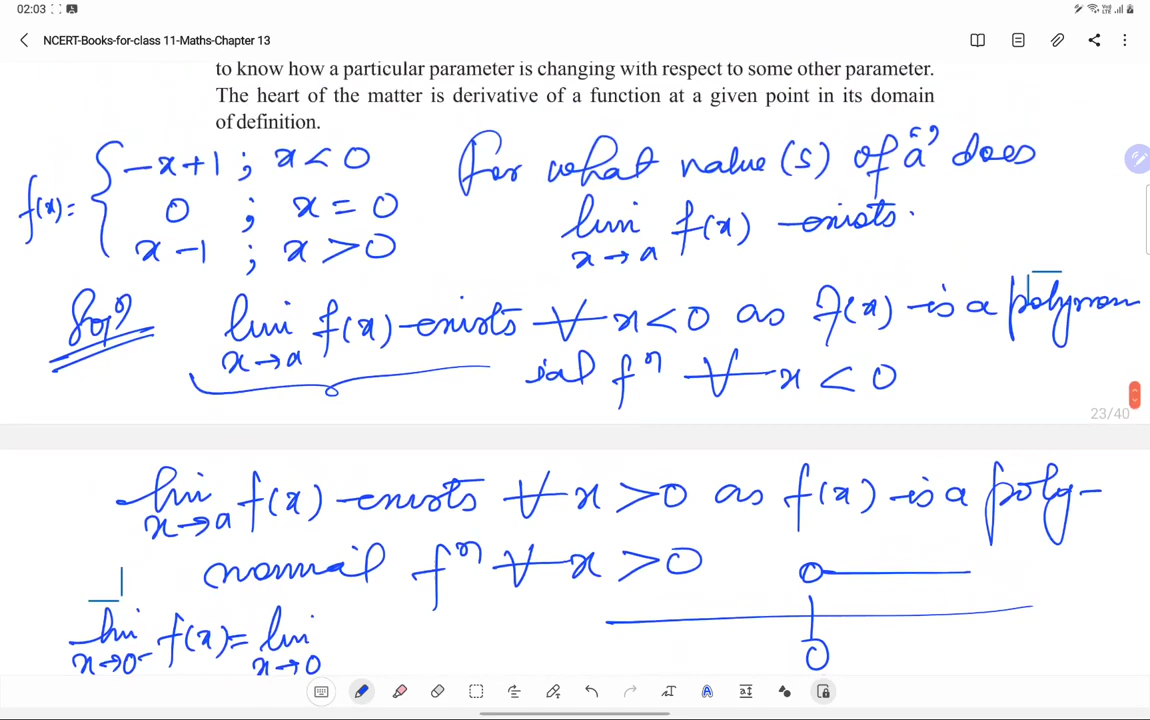 02:03
NCERT-Books-for-class 11-Maths-Chapter 13
to know how a particular parameter is changing with respect to some other parameter.
The heart of the matter is derivative of a function at a given point in its domain
of definition.
f(x) = { -x+1 ; x < 0
0 ; x = 0
x - 1 ; x > 0
For what value(s) of "a" does
lim x→a f(x) exists.
Solⁿ lim x→a f(x) exists ∀ x < 0 as f(x) is a polynom
ial fⁿ ∀ x < 0
23/40
lim x→a f(x) exists ∀ x > 0 as f(x) is a poly-
nomial fⁿ ∀ x > 0
lim x→0⁻ f(x) = lim x→0
0